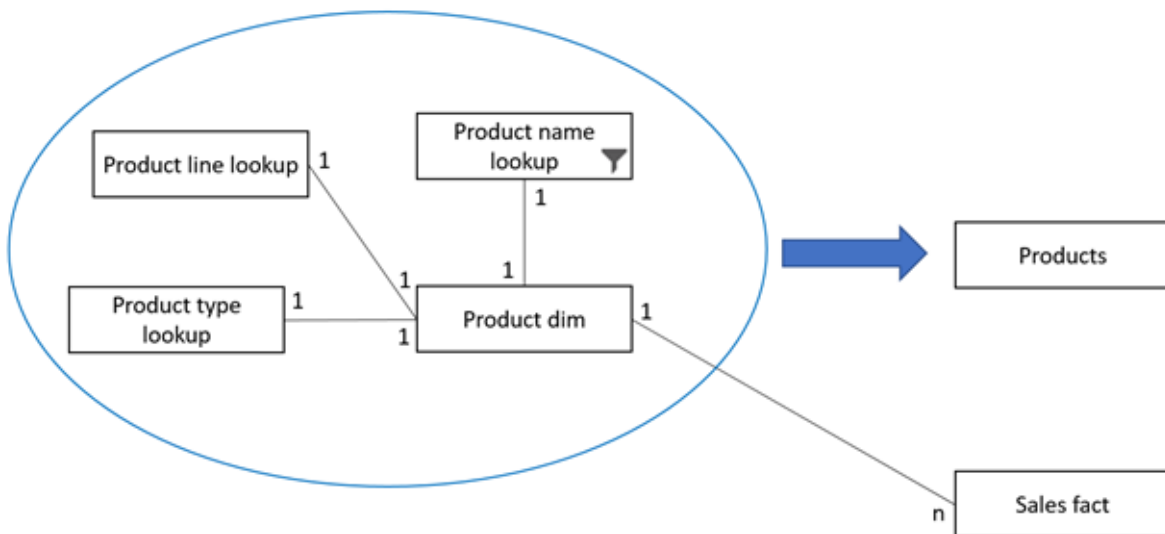 Product line lookup
1
Product name
lookup
1
1
1
Product type
lookup
1
1
Product dim
1
Products
Sales fact
n